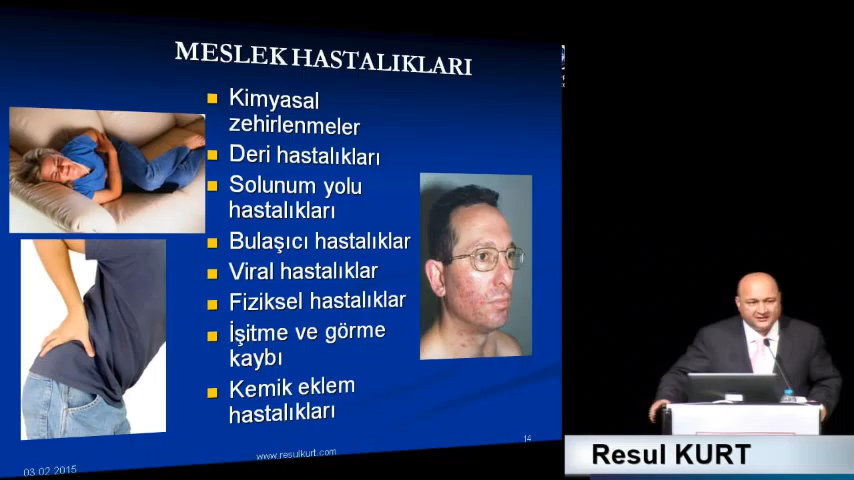 MESLEK HASTALIKLARI
Kimyasal
zehirlenmeler
Deri hastalıkları
Solunum yolu
hastalıkları
Bulaşıcı hastalıklar
Viral hastalıklar
Fiziksel hastalıklar
İşitme ve görme
kaybı
Kemik eklem
hastalıkları
03.02.2015
www.resulkurt.com
14
Resul KURT